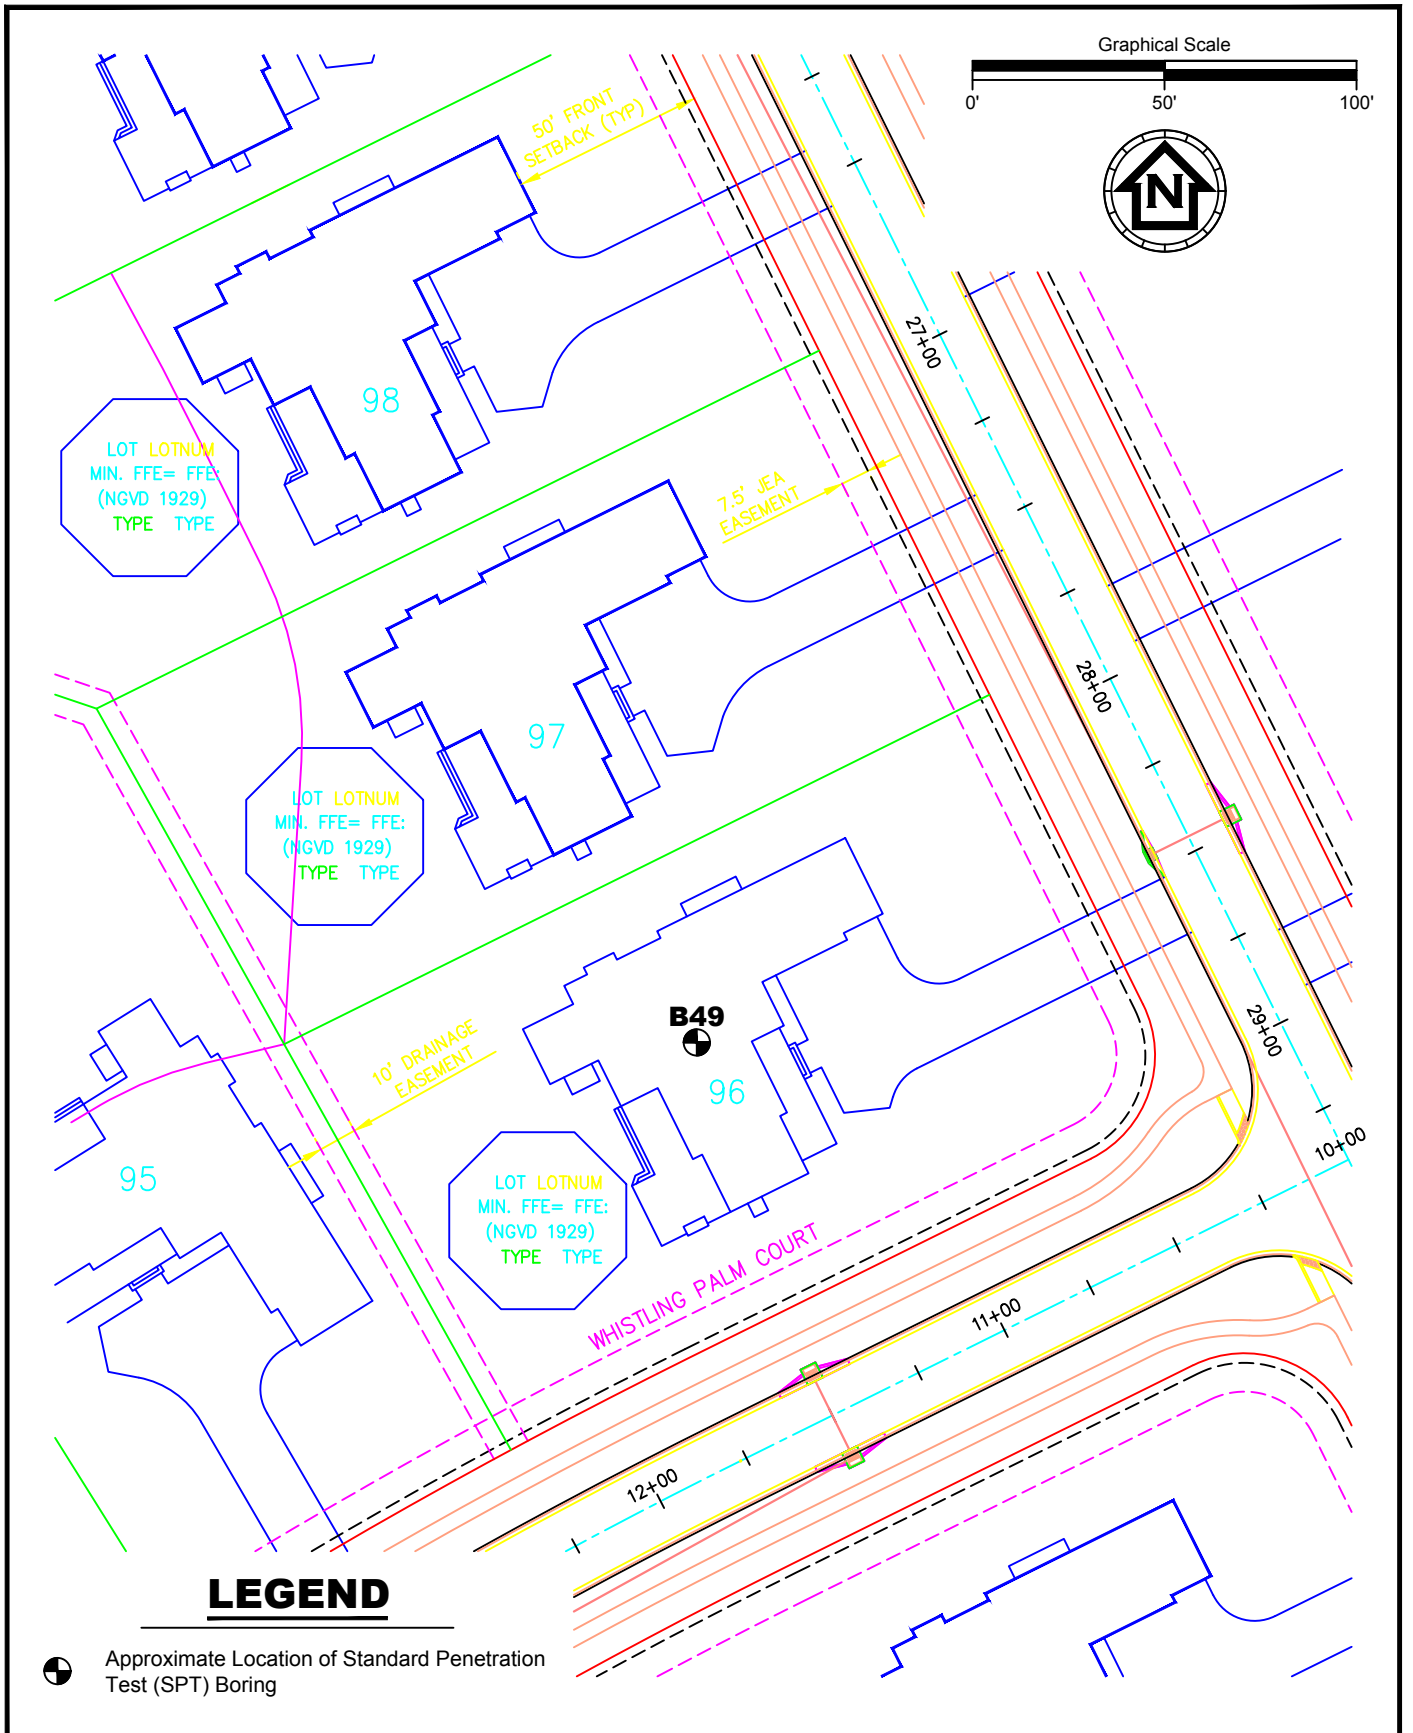 Graphical Scale
0' 50' 100'
N
50' FRONT
SETBACK (TYP)
27+00
98
LOT LOTNUM
MIN. FFE= FFE:
(NGVD 1929)
TYPE TYPE
7.5' JEA
EASEMENT
28+00
97
LOT LOTNUM
MIN. FFE= FFE:
(NGVD 1929)
TYPE TYPE
B49
29+00
10' DRAINAGE
EASEMENT
96
10+00
95
LOT LOTNUM
MIN. FFE= FFE:
(NGVD 1929)
TYPE TYPE
WHISTLING PALM COURT
11+00
12+00
LEGEND
Approximate Location of Standard Penetration
Test (SPT) Boring